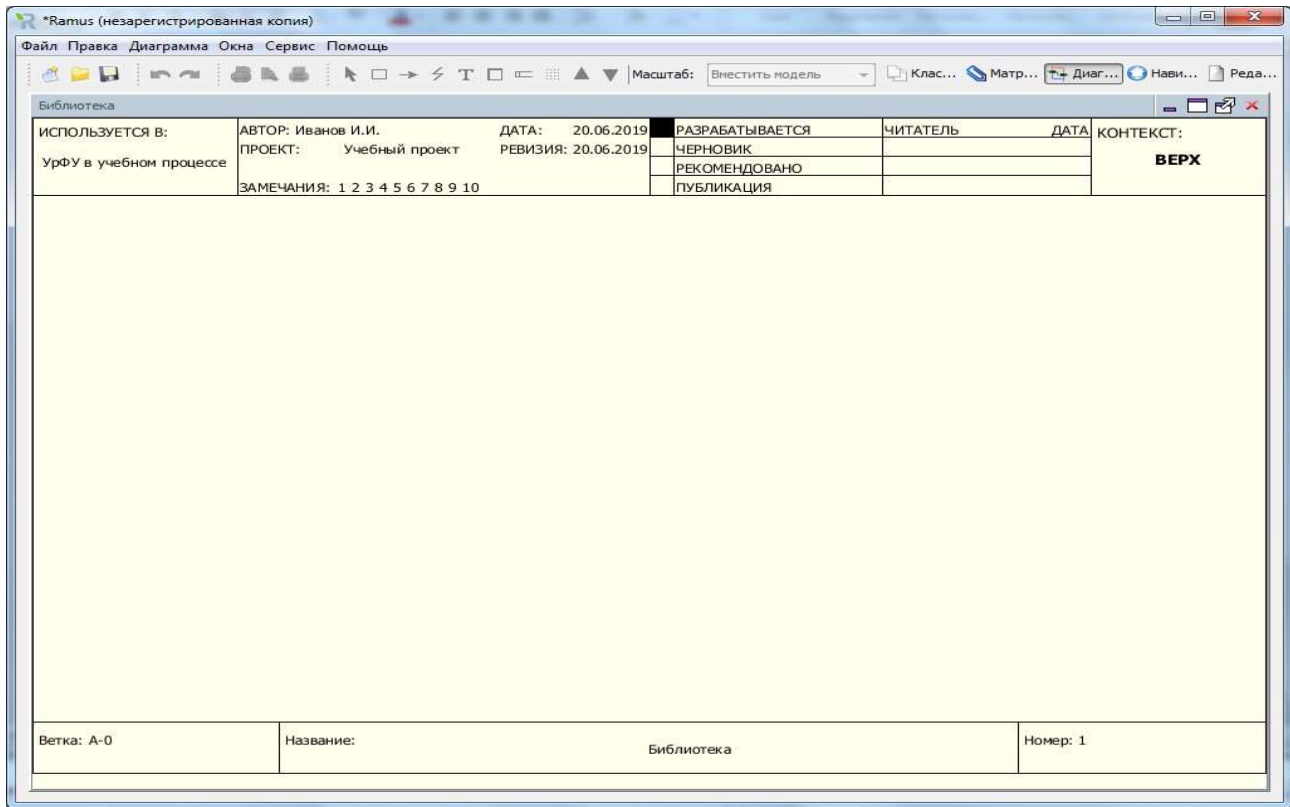 *Ramus (незарегистрированная копия)
Файл Правка Диаграмма Окна Сервис Помощь
Масштаб: Вместить модель Клас... Матр... Диаг... Нави... Реда...
Библиотека
ИСПОЛЬЗУЕТСЯ В: АВТОР: Иванов И.И. ДАТА: 20.06.2019 РАЗРАБАТЫВАЕТСЯ ЧИТАТЕЛЬ ДАТА КОНТЕКСТ:
ПРОЕКТ: Учебный проект РЕВИЗИЯ: 20.06.2019 ЧЕРНОВИК
УрФУ в учебном процессе РЕКОМЕНДОВАНО ВЕРХ
ЗАМЕЧАНИЯ: 1 2 3 4 5 6 7 8 9 10 ПУБЛИКАЦИЯ
Ветка: A-0 Название: Библиотека Номер: 1